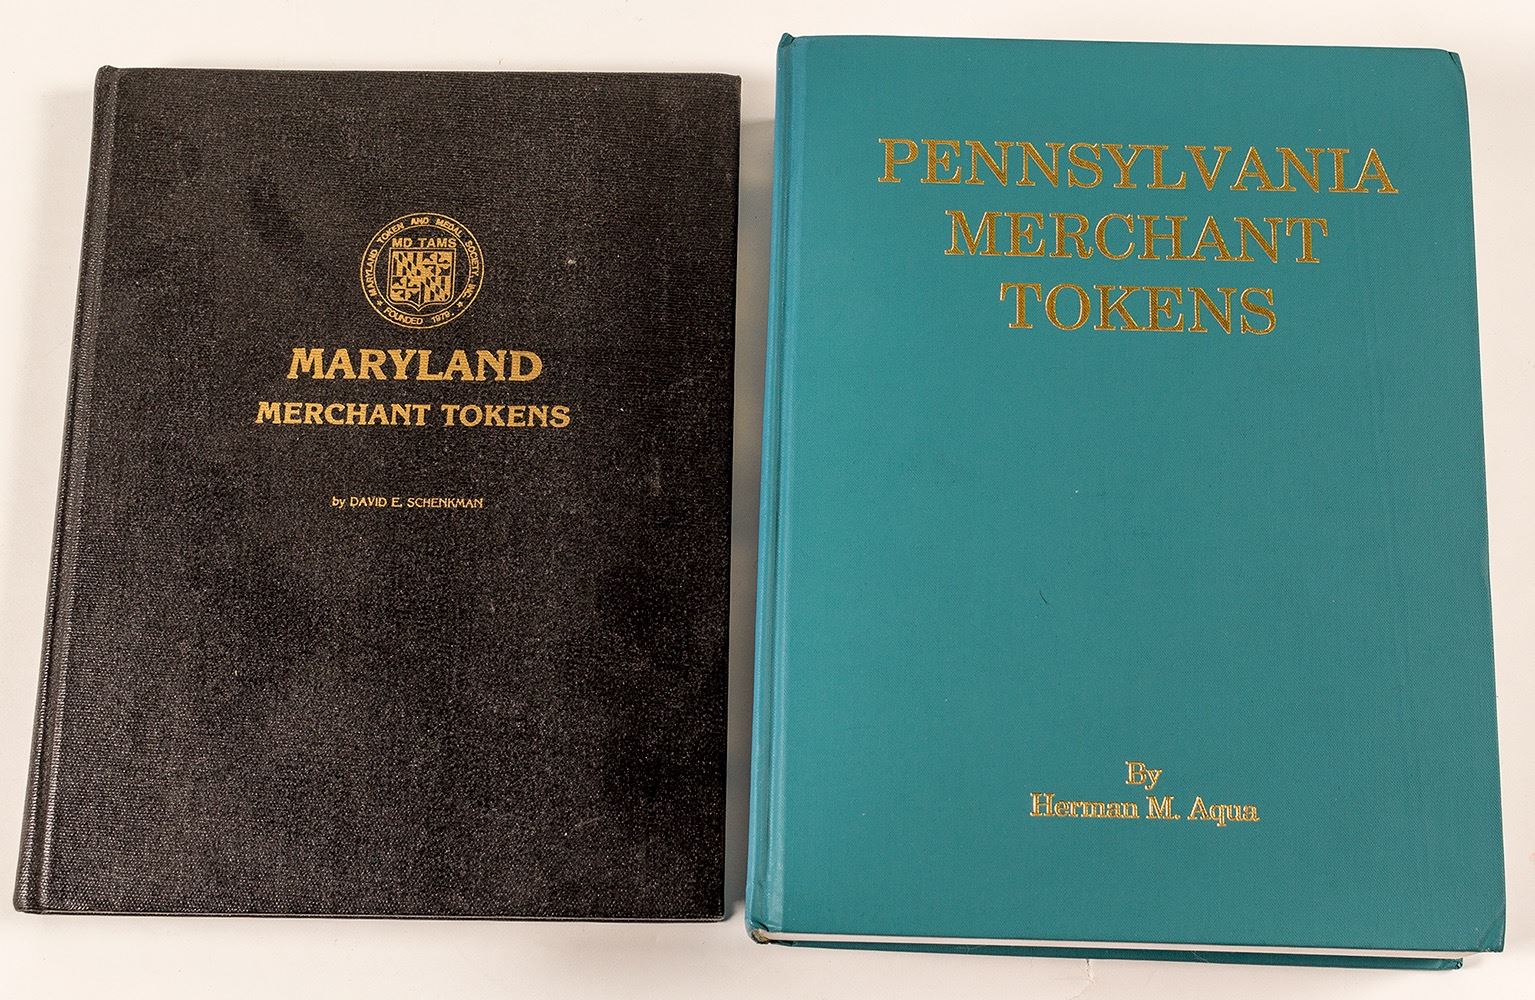 MARYLAND TOKEN AND MEDAL SOCIETY, INC.
MD TAMS
FOUNDED 1979
MARYLAND
MERCHANT TOKENS
by DAVID E. SCHENKMAN
PENNSYLVANIA
MERCHANT
TOKENS
By
Herman M. Aqua